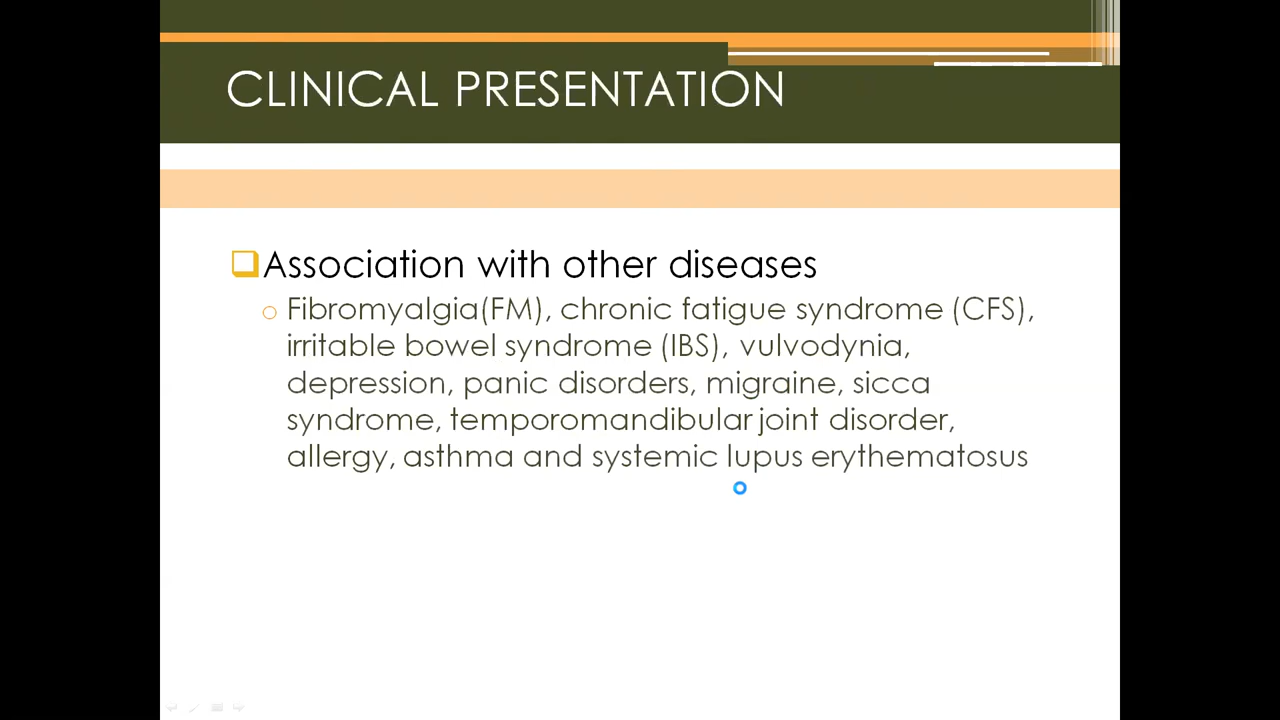 CLINICAL PRESENTATION
Association with other diseases
Fibromyalgia(FM), chronic fatigue syndrome (CFS),
irritable bowel syndrome (IBS), vulvodynia,
depression, panic disorders, migraine, sicca
syndrome, temporomandibular joint disorder,
allergy, asthma and systemic lupus erythematosus